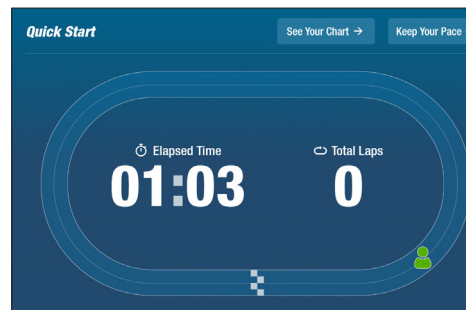 Quick Start
See Your Chart →
Keep Your Pace
Elapsed Time
Total Laps
01:03
0